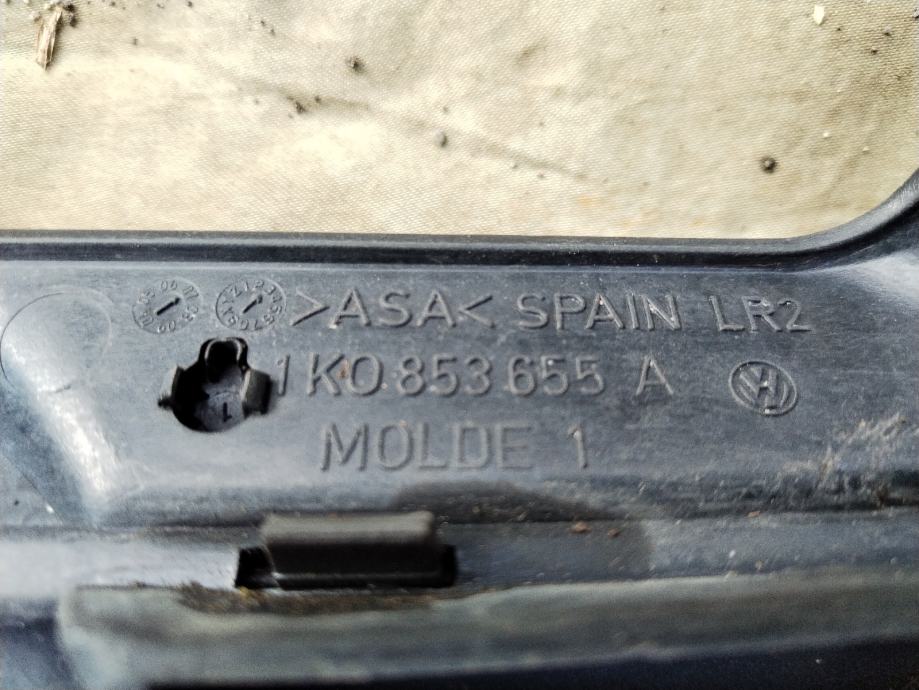 >ASA< SPAIN LR2
1K0 853 655 A
MOLDE 1